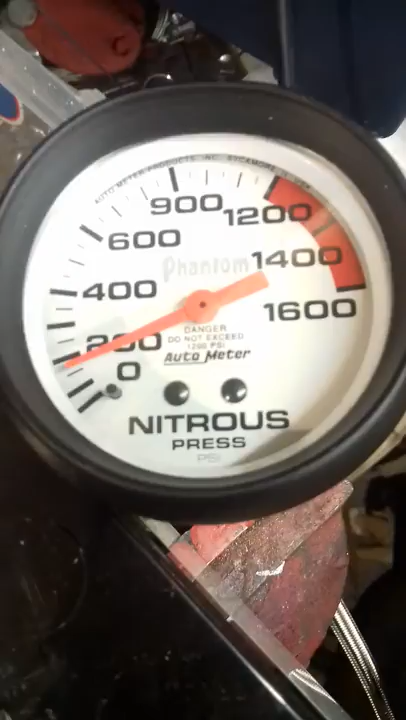 AUTO METER PRODUCTS, INC. SYCAMORE
900
1200
600
Phantom
1400
400
1600
200
DANGER
DO NOT EXCEED
1200 PSI
Auto Meter
0
NITROUS
PRESS
PSI